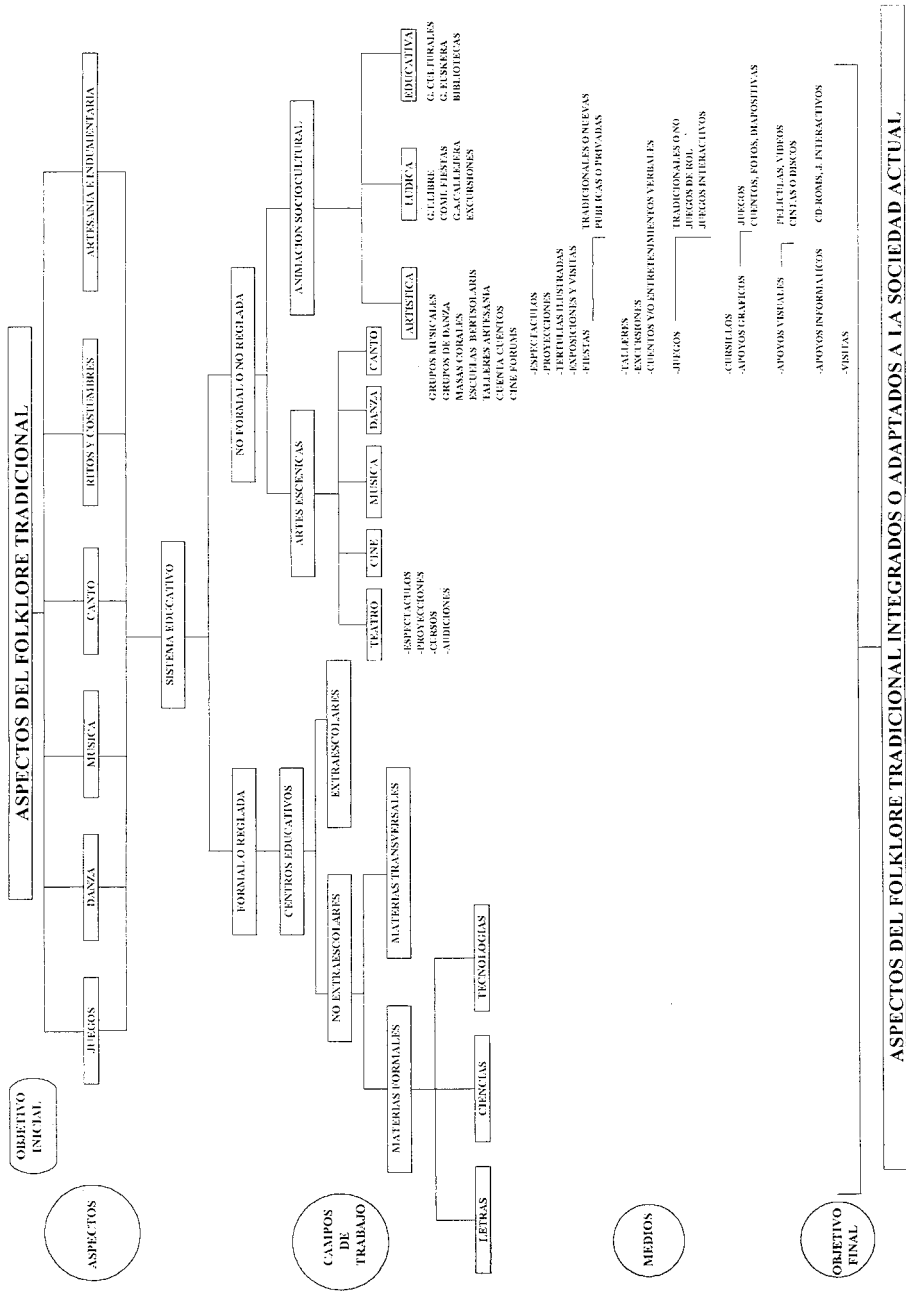 OBJETIVO
INICIAL
ASPECTOS DEL FOLKLORE TRADICIONAL
ASPECTOS
JUEGOS
DANZA
MUSICA
CANTO
RITOS Y COSTUMBRES
ARTESANIA E INDUMENTARIA
SISTEMA EDUCATIVO
CAMPOS
DE
TRABAJO
FORMAL O REGLADA
NO FORMAL O NO REGLADA
CENTROS EDUCATIVOS
ARTES ESCENICAS
ANIMACION SOCIOCULTURAL
NO EXTRAESCOLARES
EXTRAESCOLARES
MATERIAS FORMALES
MATERIAS TRANSVERSALES
LETRAS
CIENCIAS
TECNOLOGIAS
TEATRO
CINE
MUSICA
DANZA
CANTO
-ESPECTACULOS
-PROYECCIONES
-CURSOS
-AUDICIONES
ARTISTICA
GRUPOS MUSICALES
GRUPOS DE DANZA
MASAS CORALES
ESCUELAS BERTSOLARIS
TALLERES ARTESANIA
CUENTA CUENTOS
CINE FORUMS
LUDICA
G.T.LIBRE
COMI. FIESTAS
G.A.CALLEJERA
EXCURSIONES
EDUCATIVA
G. CULTURALES
G. EUSKERA
BIBLIOTECAS
MEDIOS
-ESPECTACULOS
-PROYECCIONES
-TERTULIAS ILUSTRADAS
-EXPOSICIONES Y VISITAS
-FIESTAS
TRADICIONALES O NUEVAS
PUBLICAS O PRIVADAS
-TALLERES
-EXCURSIONES
-CUENTOS Y/O ENTRETENIMIENTOS VERBALES
-JUEGOS
TRADICIONALES O NO
JUEGOS DE ROL
JUEGOS INTERACTIVOS
-CURSILLOS
-APOYOS GRAFICOS
JUEGOS
CUENTOS, FOTOS, DIAPOSITIVAS
-APOYOS VISUALES
PELICULAS, VIDEOS
CINTAS O DISCOS
-APOYOS INFORMATICOS
CD-ROMS, J. INTERACTIVOS
-VISITAS
OBJETIVO
FINAL
ASPECTOS DEL FOLKLORE TRADICIONAL INTEGRADOS O ADAPTADOS A LA SOCIEDAD ACTUAL